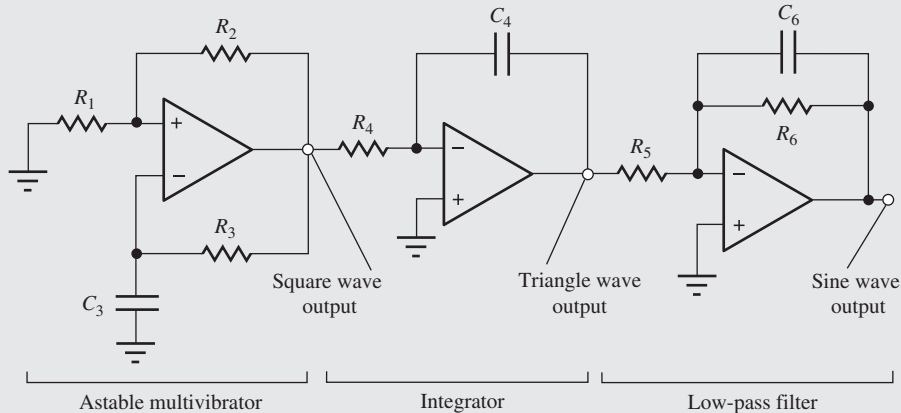 C4
C6
R2
R1
R4
R5
R6
+
−
−
+
−
+
R3
C3
Square wave
output
Triangle wave
output
Sine wave
output
Astable multivibrator
Integrator
Low-pass filter